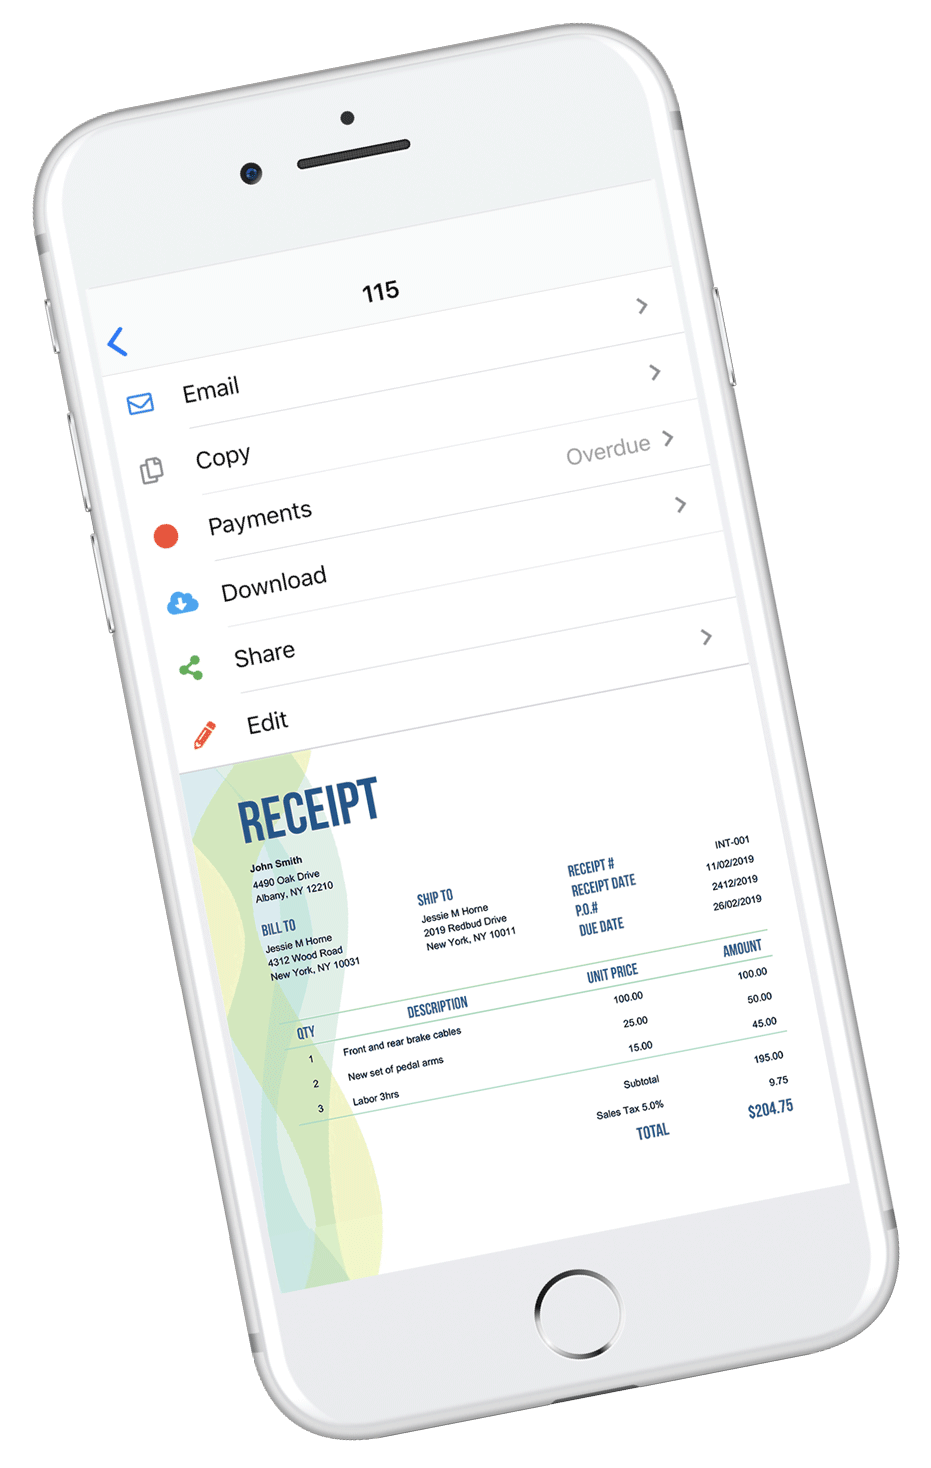 115
Email
Copy
Payments Overdue
Download
Share
Edit
RECEIPT
John Smith
4490 Oak Drive
Albany, NY 12210
BILL TO
Jessie M Horne
4312 Wood Road
New York, NY 10031
SHIP TO
Jessie M Horne
2019 Redbud Drive
New York, NY 10011
RECEIPT # INT-001
RECEIPT DATE 11/02/2019
P.O.# 2412/2019
DUE DATE 26/02/2019
QTY DESCRIPTION UNIT PRICE AMOUNT
1 Front and rear brake cables 100.00 100.00
2 New set of pedal arms 25.00 50.00
3 Labor 3hrs 15.00 45.00
Subtotal 195.00
Sales Tax 5.0% 9.75
TOTAL $204.75